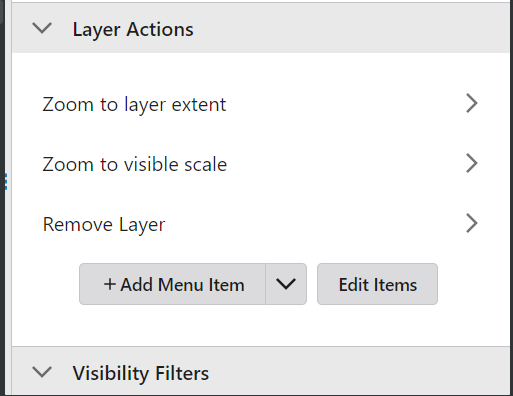 Layer Actions
Zoom to layer extent
Zoom to visible scale
Remove Layer
+ Add Menu Item
Edit Items
Visibility Filters